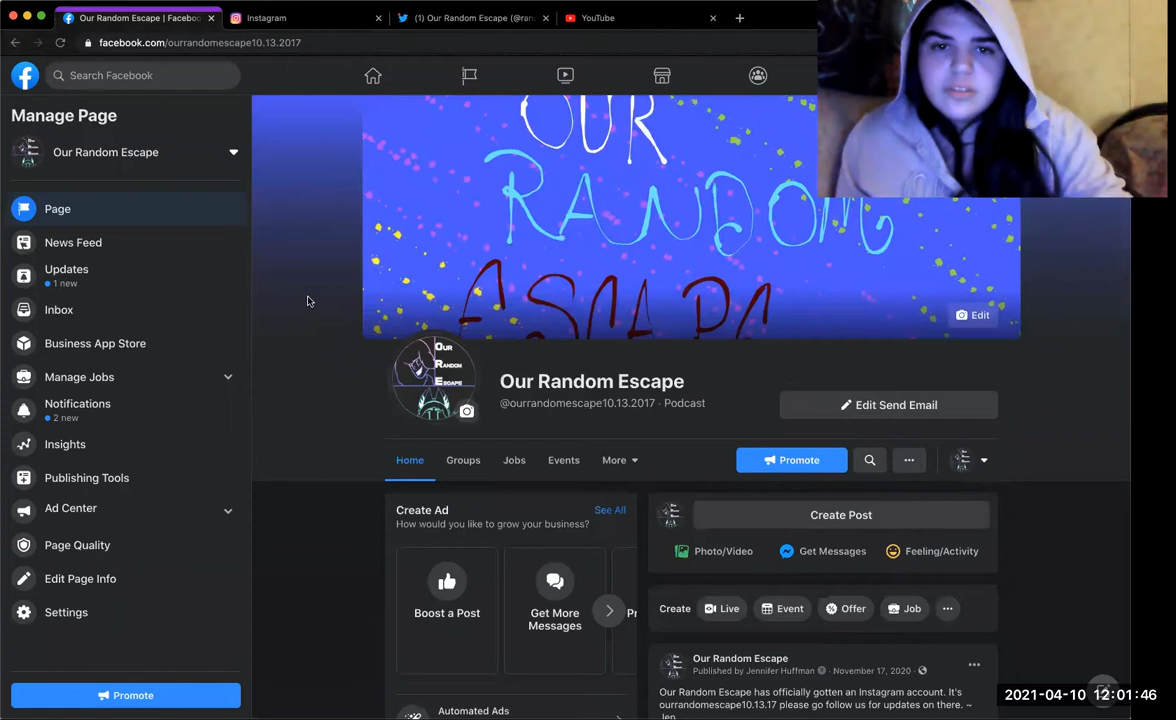 Our Random Escape | Faceboo
Instagram
(1) Our Random Escape (@ran
YouTube
facebook.com/ourrandomescape10.13.2017
Search Facebook
Manage Page
Our Random Escape
Page
News Feed
Updates
1 new
Inbox
Business App Store
Manage Jobs
Notifications
2 new
Insights
Publishing Tools
Ad Center
Page Quality
Edit Page Info
Settings
Promote
OUR
RANDOM
ESCAPE
Edit
OUR
RANDOM
ESCAPE
Our Random Escape
@ourrandomescape10.13.2017 · Podcast
Edit Send Email
Home
Groups
Jobs
Events
More
Promote
Create Ad
See All
How would you like to grow your business?
Boost a Post
Get More
Messages
Pr
Automated Ads
Create Post
Photo/Video
Get Messages
Feeling/Activity
Create
Live
Event
Offer
Job
Our Random Escape
Published by Jennifer Huffman · November 17, 2020 ·
Our Random Escape has officially gotten an Instagram account. It's
ourrandomescape10.13.17 please go follow us for updates on there. ~
Jen
2021-04-10 12:01:46